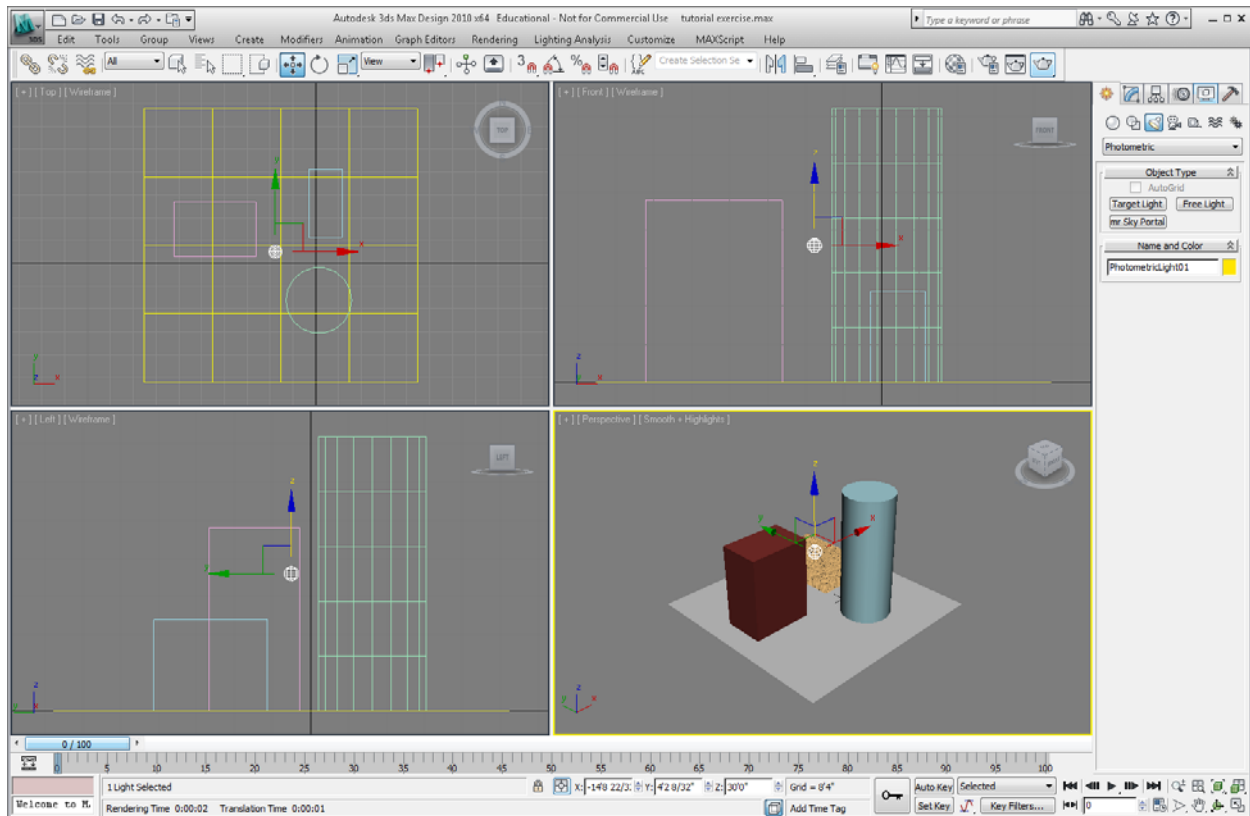 Autodesk 3ds Max Design 2010 x64 Educational - Not for Commercial Use tutorial exercise.max
Type a keyword or phrase
Edit Tools Group Views Create Modifiers Animation Graph Editors Rendering Lighting Analysis Customize MAXScript Help
All View Create Selection Se
[ + ] [ Top ] [ Wireframe ]
TOP
[ + ] [ Front ] [ Wireframe ]
FRONT
Photometric
Object Type
AutoGrid
Target Light Free Light
mr Sky Portal
Name and Color
PhotometricLight01
y
x
z
x
y
z x
z
x
[ + ] [ Left ] [ Wireframe ]
LEFT
[ + ] [ Perspective ] [ Smooth + Highlights ]
z
y
z
y x
z
y x
0 / 100
0 5 10 15 20 25 30 35 40 45 50 55 60 65 70 75 80 85 90 95 100
1 Light Selected
X: -14'8 22/3: Y: 4'2 8/32" Z: 30'0" Grid = 8'4"
Auto Key Selected
Welcome to M.
Rendering Time 0:00:02 Translation Time 0:00:01
Add Time Tag
Set Key Key Filters... 0